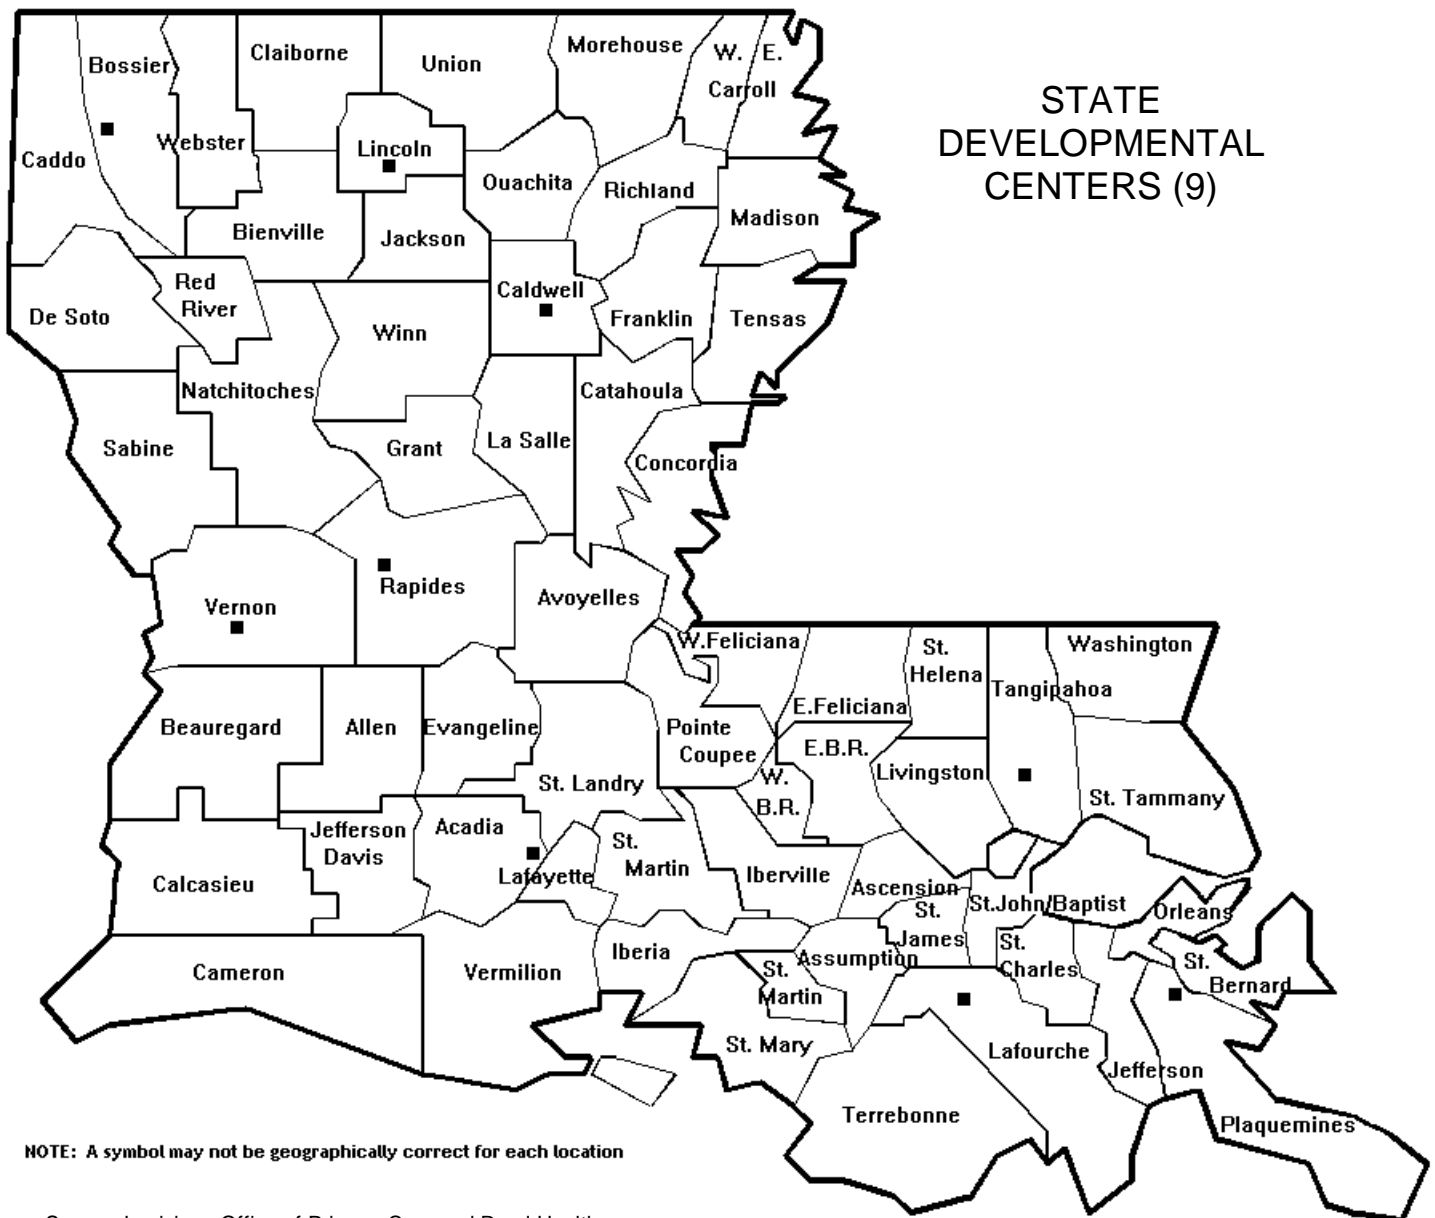 STATE
DEVELOPMENTAL
CENTERS (9)
Morehouse
W. E.
Carroll
Claiborne
Union
Bossier
Webster
Lincoln
Caddo
Ouachita
Richland
Madison
Bienville
Jackson
Red
River
Caldwell
De Soto
Winn
Franklin
Tensas
Natchitoches
Catahoula
Sabine
Grant
La Salle
Concordia
Rapides
Avoyelles
Vernon
W.Feliciana
St.
Helena
Washington
Tangipahoa
E.Feliciana
Beauregard
Allen
Evangeline
Pointe
Coupee
E.B.R.
W.
B.R.
Livingston
St. Landry
St. Tammany
Jefferson
Davis
Acadia
St.
Martin
Lafayette
Iberville
Calcasieu
Ascension
St.
James
St.John/Baptist
Orleans
Iberia
Assumption
St.
Charles
Cameron
Vermilion
St.
Martin
St.
Bernard
St. Mary
Lafourche
Jefferson
Terrebonne
Plaquemines
NOTE: A symbol may not be geographically correct for each location